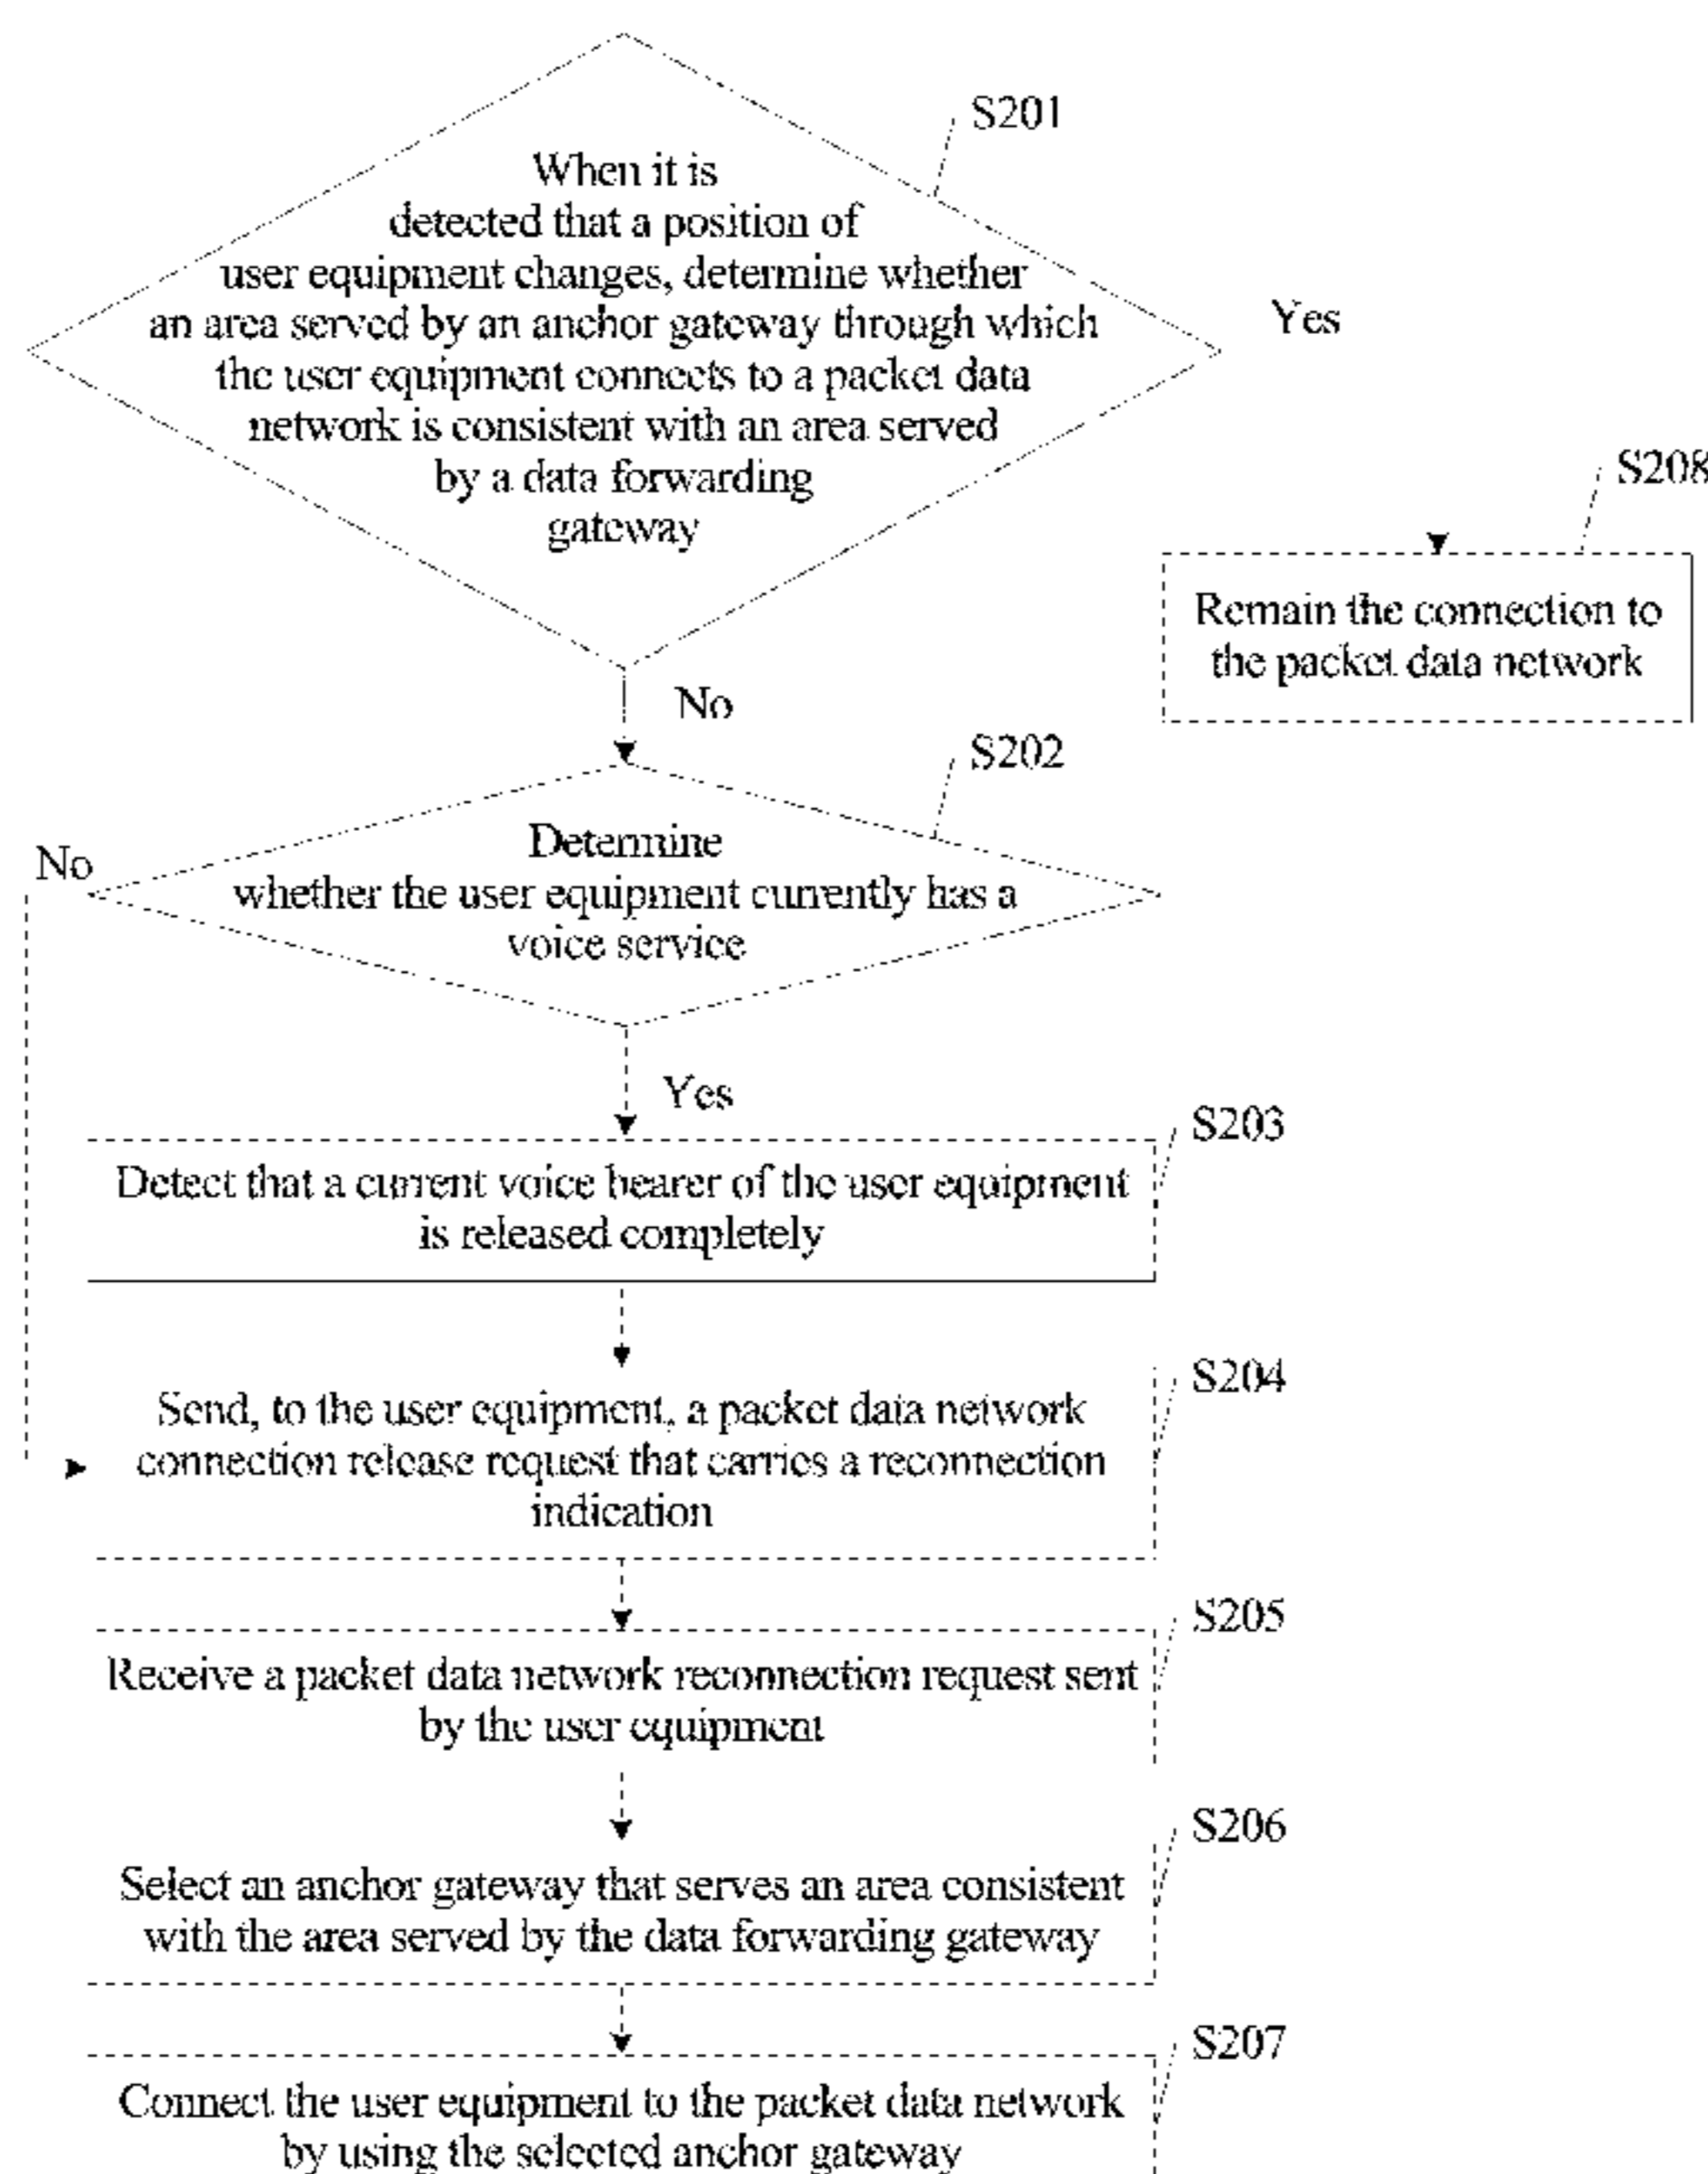 S201
When it is
detected that a position of
user equipment changes, determine whether
an area served by an anchor gateway through which
the user equipment connects to a packet data
network is consistent with an area served
by a data forwarding
gateway
Yes
S208
Remain the connection to
the packet data network
No
S202
Determine
whether the user equipment currently has a
voice service
No
Yes
S203
Detect that a current voice bearer of the user equipment
is released completely
S204
Send, to the user equipment, a packet data network
connection release request that carries a reconnection
indication
S205
Receive a packet data network reconnection request sent
by the user equipment
S206
Select an anchor gateway that serves an area consistent
with the area served by the data forwarding gateway
S207
Connect the user equipment to the packet data network
by using the selected anchor gateway